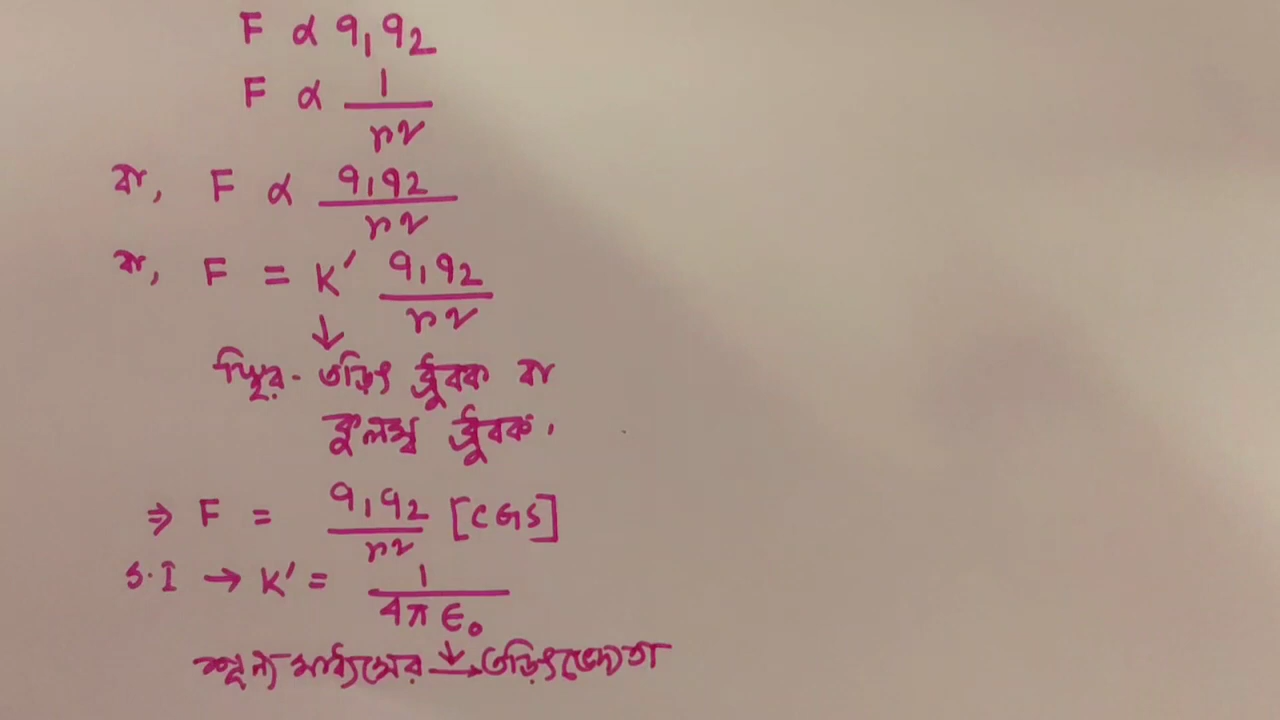 F ∝ q₁q₂
F ∝ 1/r²
বা, F ∝ q₁q₂/r²
বা, F = K′ q₁q₂/r²
↓
স্থির- তড়িৎ ধ্রুবক বা
কুলম্ব ধ্রুবক।
⇒ F = q₁q₂/r² [CGS]
S.I → K′ = 1/4πϵ₀
শূন্য মাধ্যমের → তড়িৎভেদ্যতা